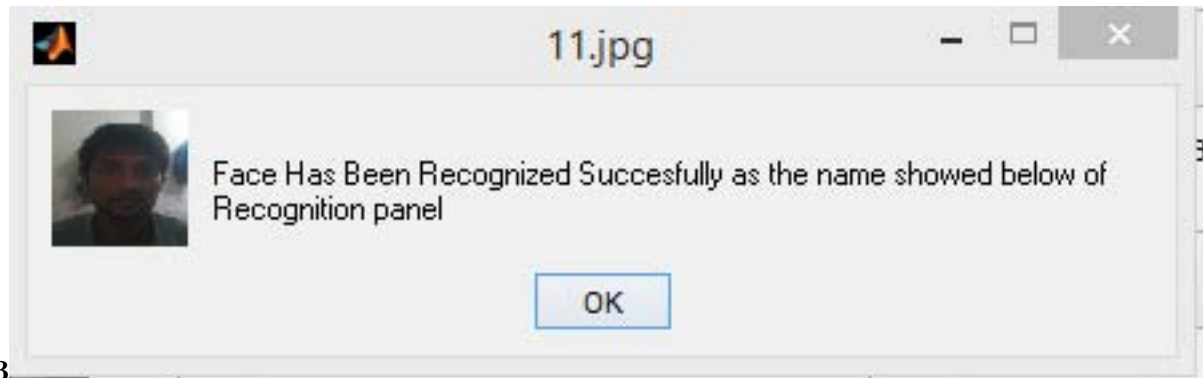 11.jpg
Face Has Been Recognized Succesfully as the name showed below of
Recognition panel
OK